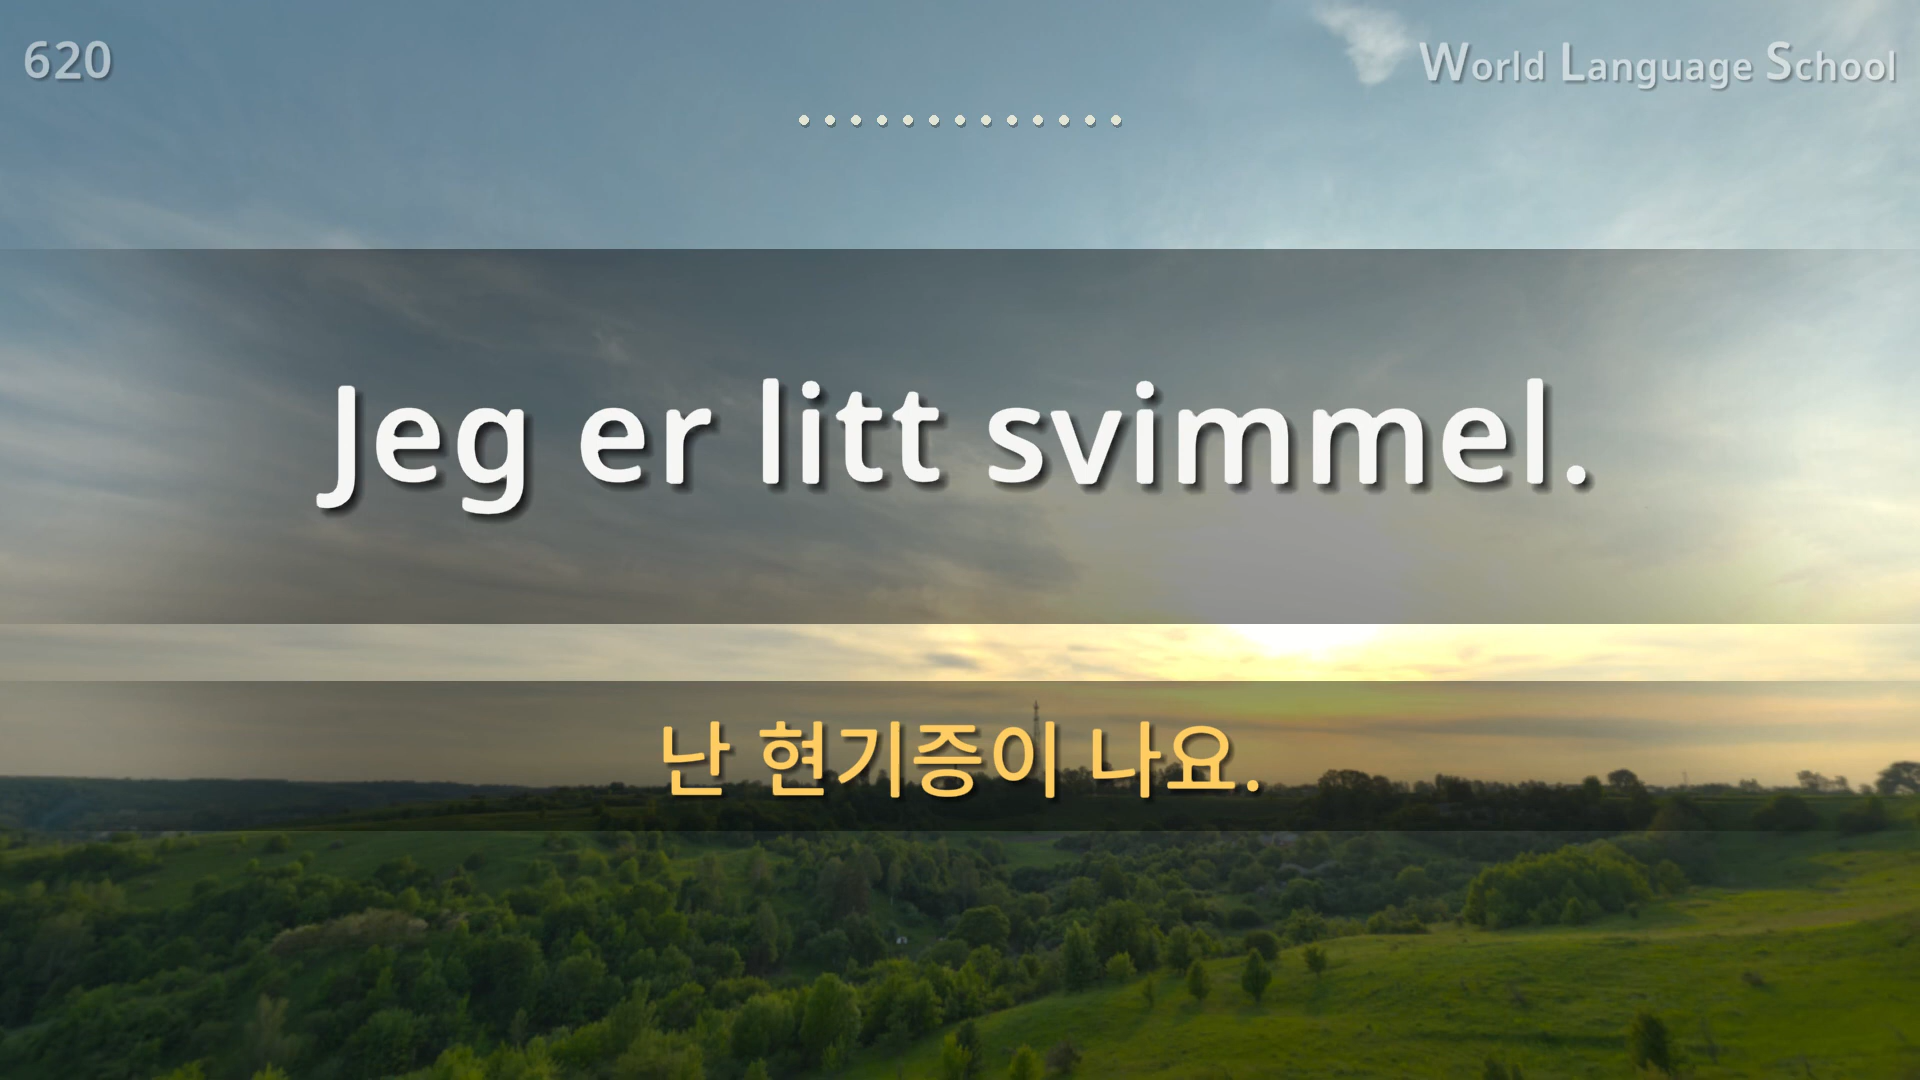 620
World Language School
Jeg er litt svimmel.
난 현기증이 나요.